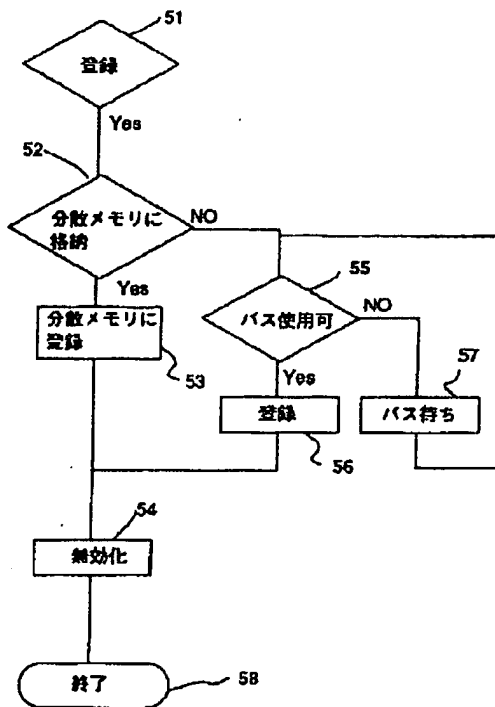 51
登録
Yes
52
分散メモリに
格納
NO
Yes
55
バス使用可
NO
分散メモリに
登録
53
Yes
57
登録
バス待ち
56
54
無効化
終了
58